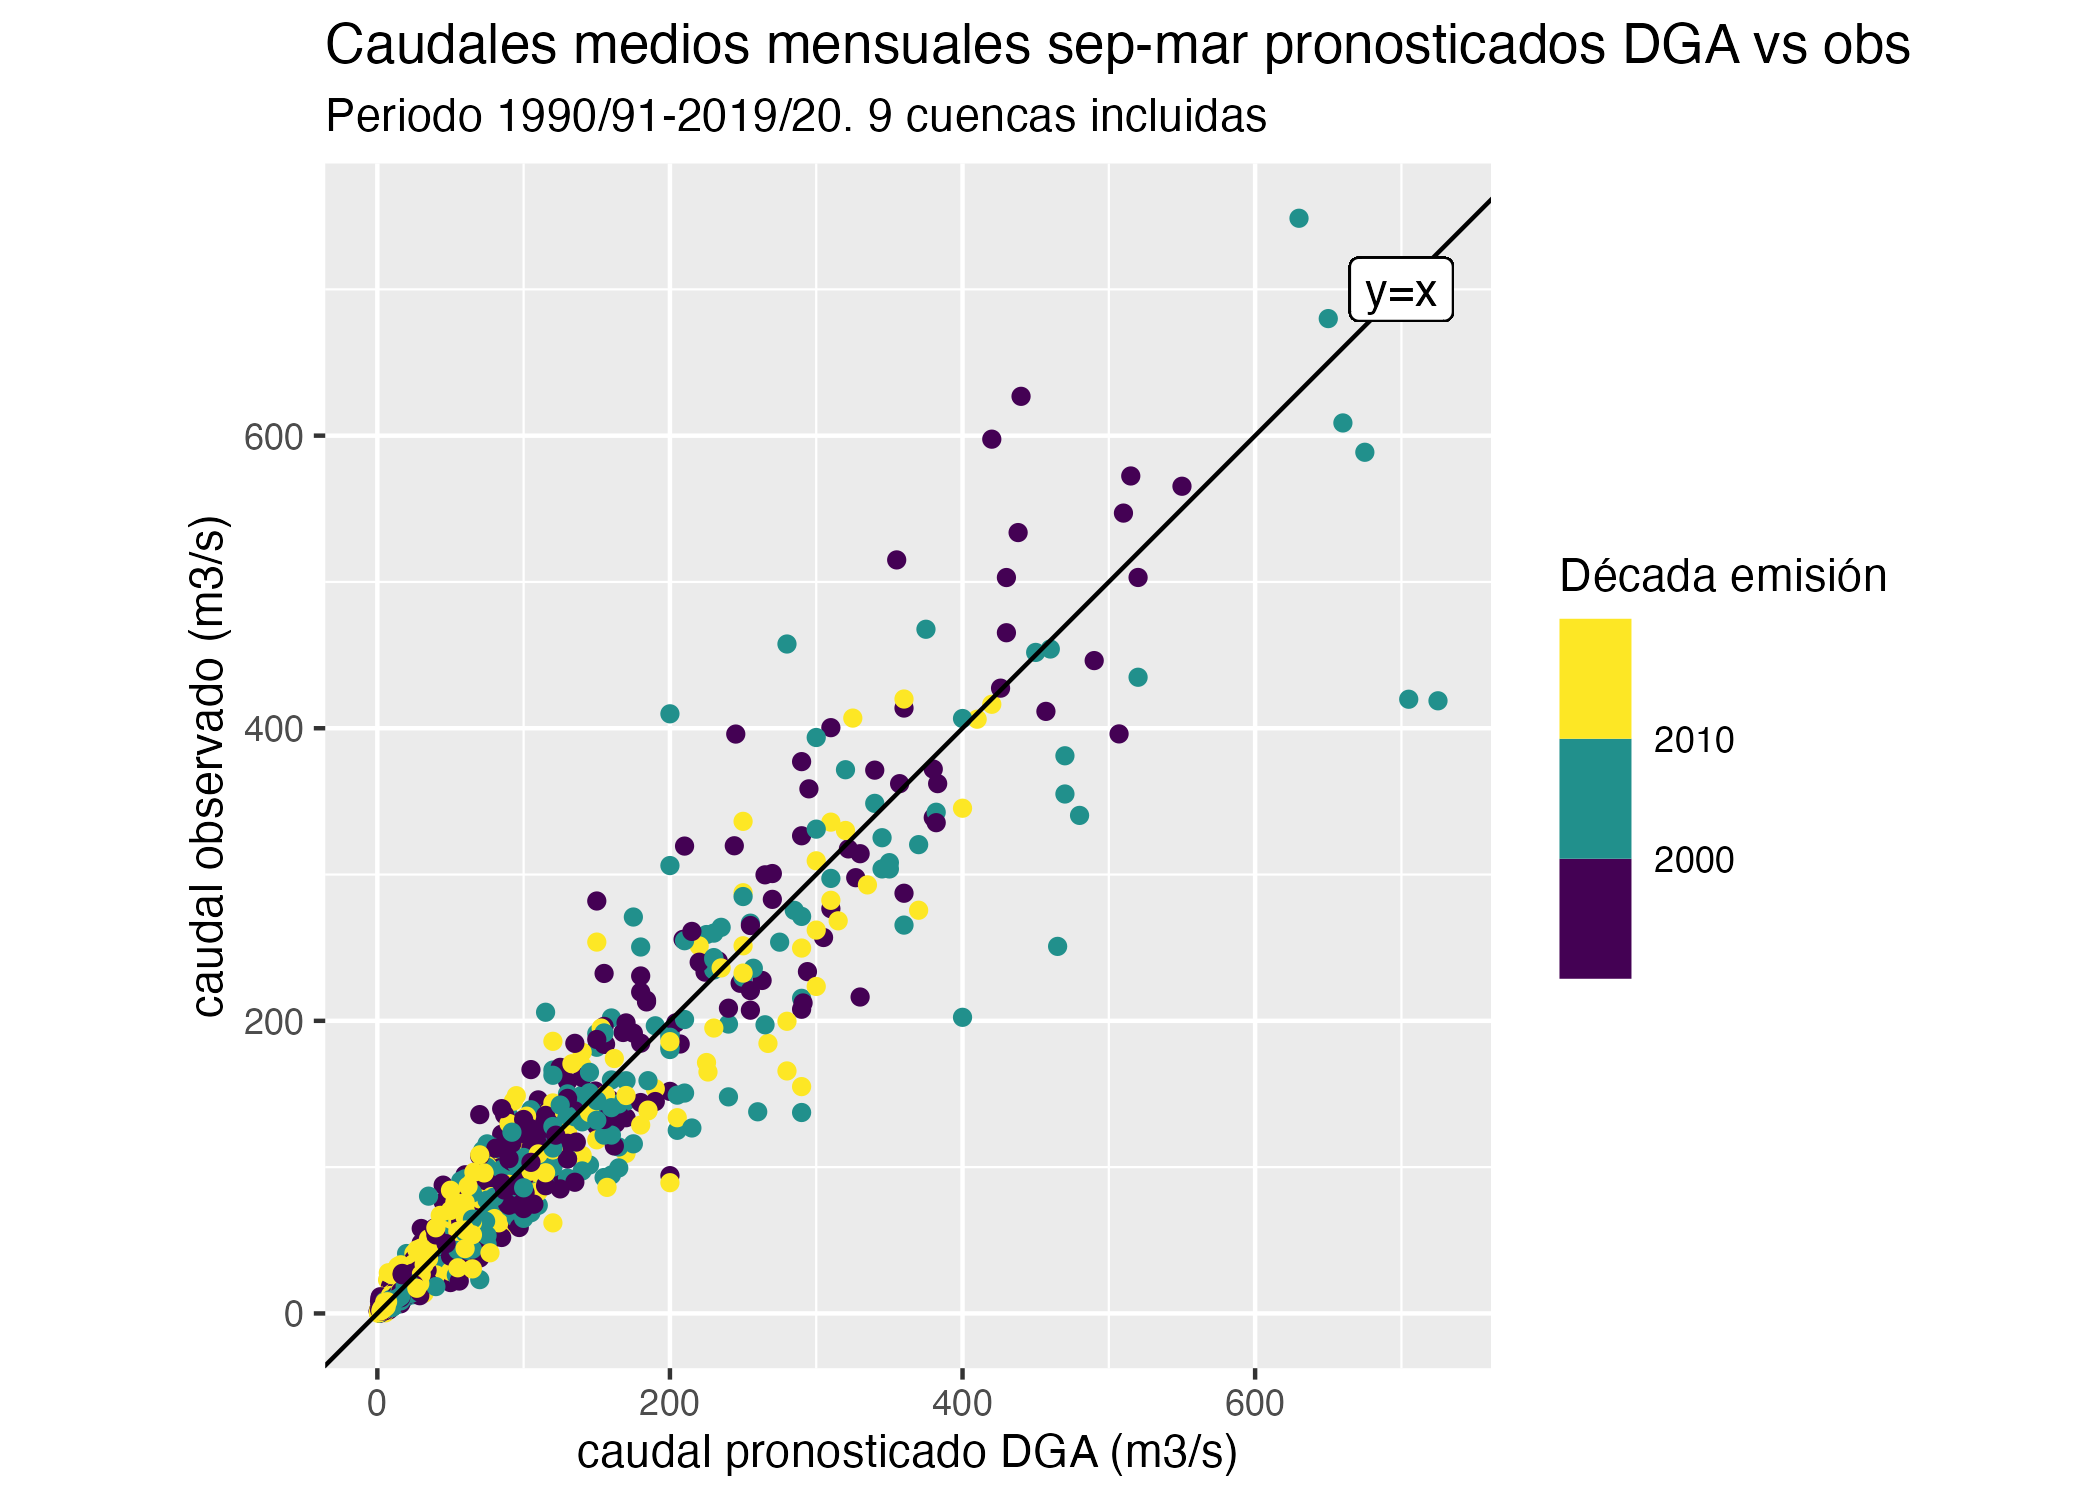 Caudales medios mensuales sep-mar pronosticados DGA vs obs
Periodo 1990/91-2019/20. 9 cuencas incluidas
y=x
600
400
200
0
caudal observado (m3/s)
0 200 400 600
caudal pronosticado DGA (m3/s)
Década emisión
2010
2000